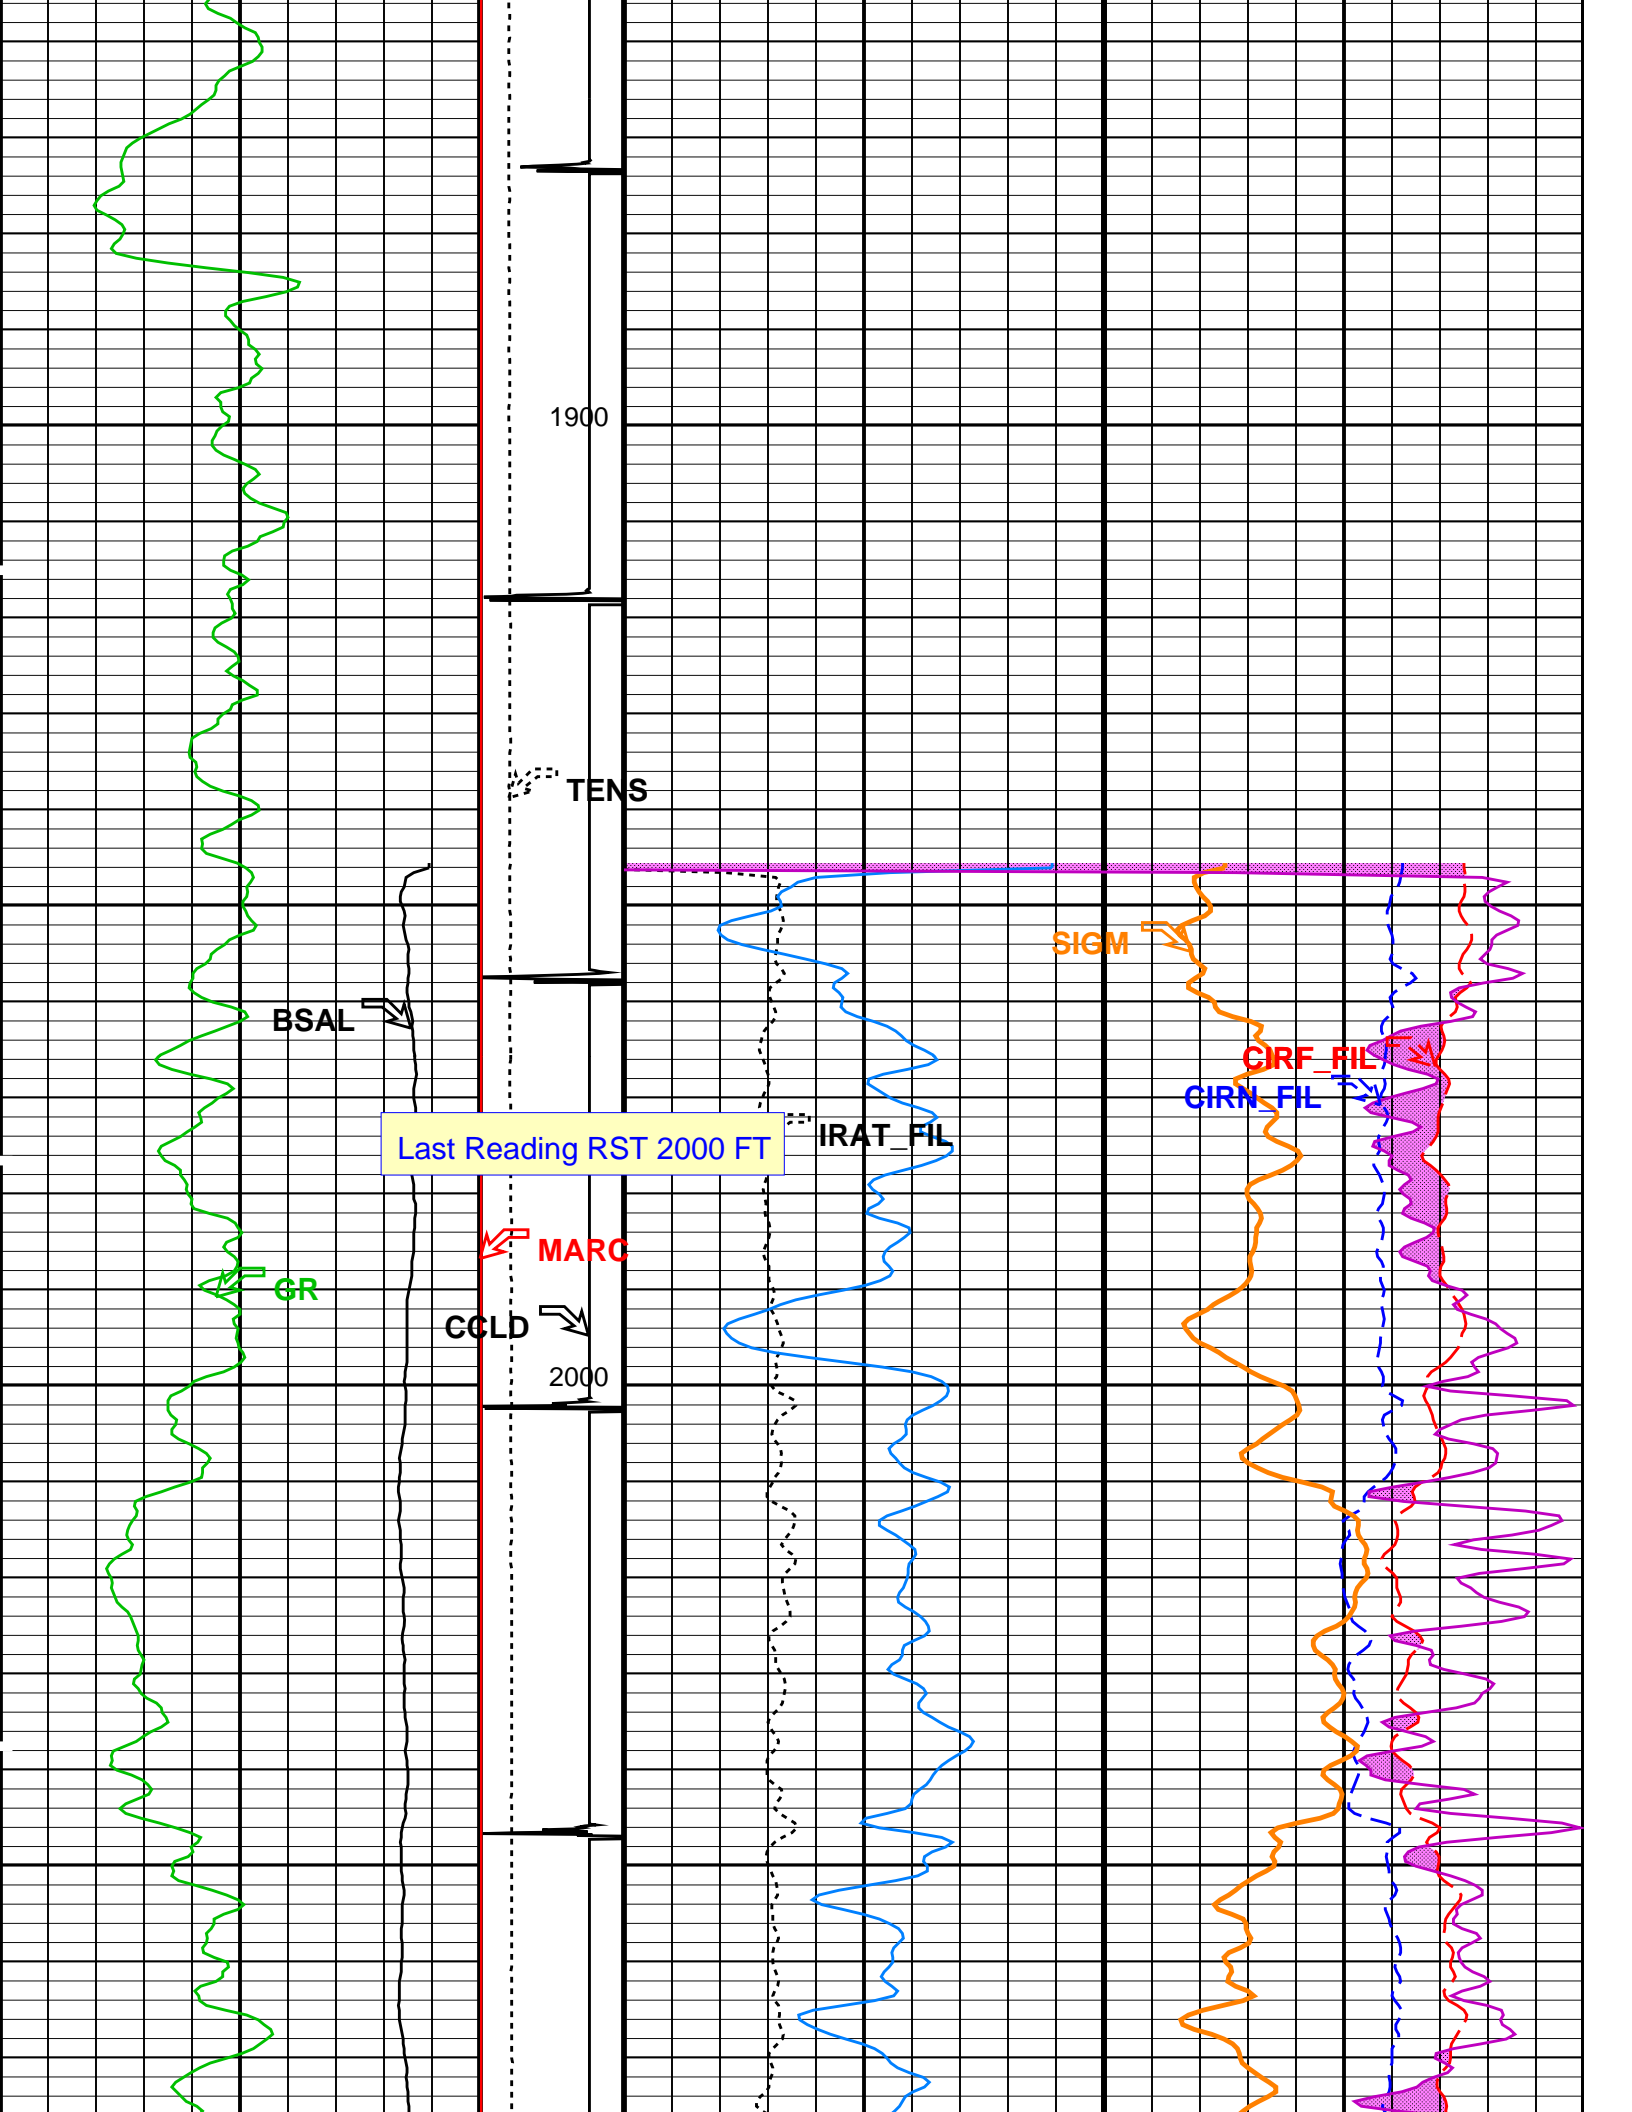 1900
TENS
SIGM
BSAL
CIRF_FIL
CIRN_FIL
IRAT_FIL
Last Reading RST 2000 FT
MARC
GR
CCLD
2000